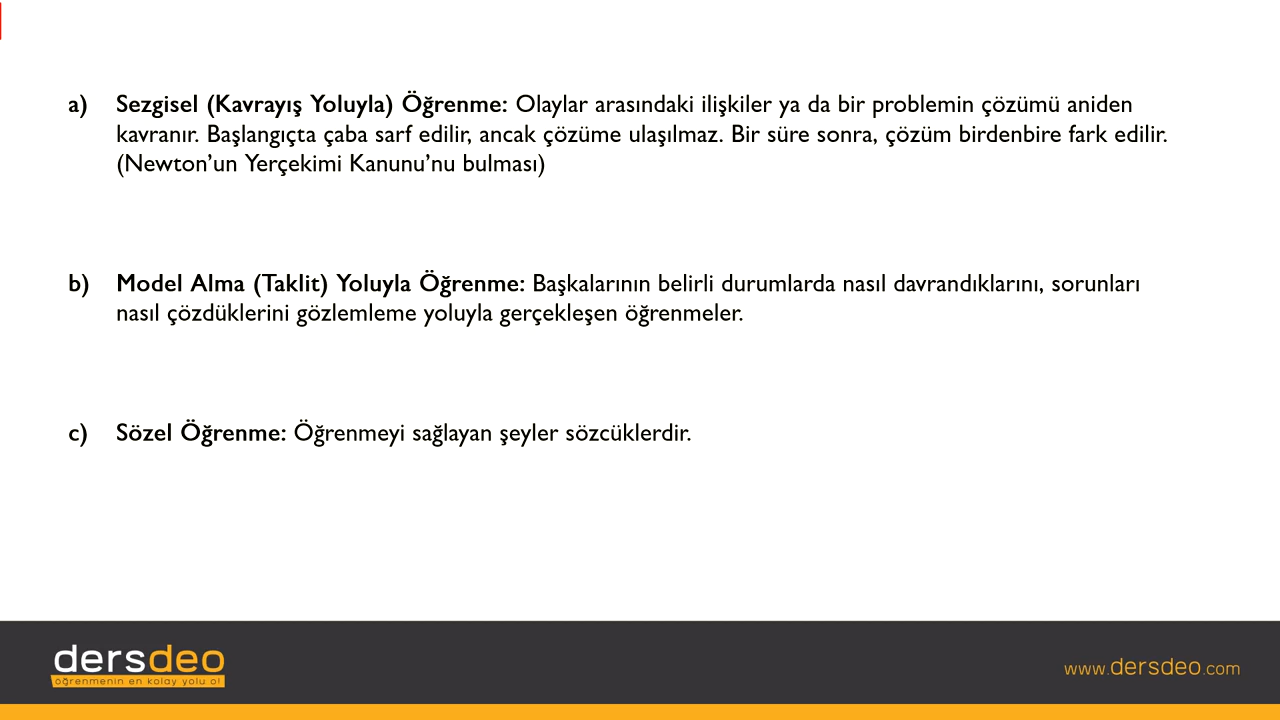 a) Sezgisel (Kavrayış Yoluyla) Öğrenme: Olaylar arasındaki ilişkiler ya da bir problemin çözümü aniden
kavranır. Başlangıçta çaba sarf edilir, ancak çözüme ulaşılmaz. Bir süre sonra, çözüm birdenbire fark edilir.
(Newton’un Yerçekimi Kanunu’nu bulması)
b) Model Alma (Taklit) Yoluyla Öğrenme: Başkalarının belirli durumlarda nasıl davrandıklarını, sorunları
nasıl çözdüklerini gözlemleme yoluyla gerçekleşen öğrenmeler.
c) Sözel Öğrenme: Öğrenmeyi sağlayan şeyler sözcüklerdir.
dersdeo
öğrenmenin en kolay yolu o!
www.dersdeo.com